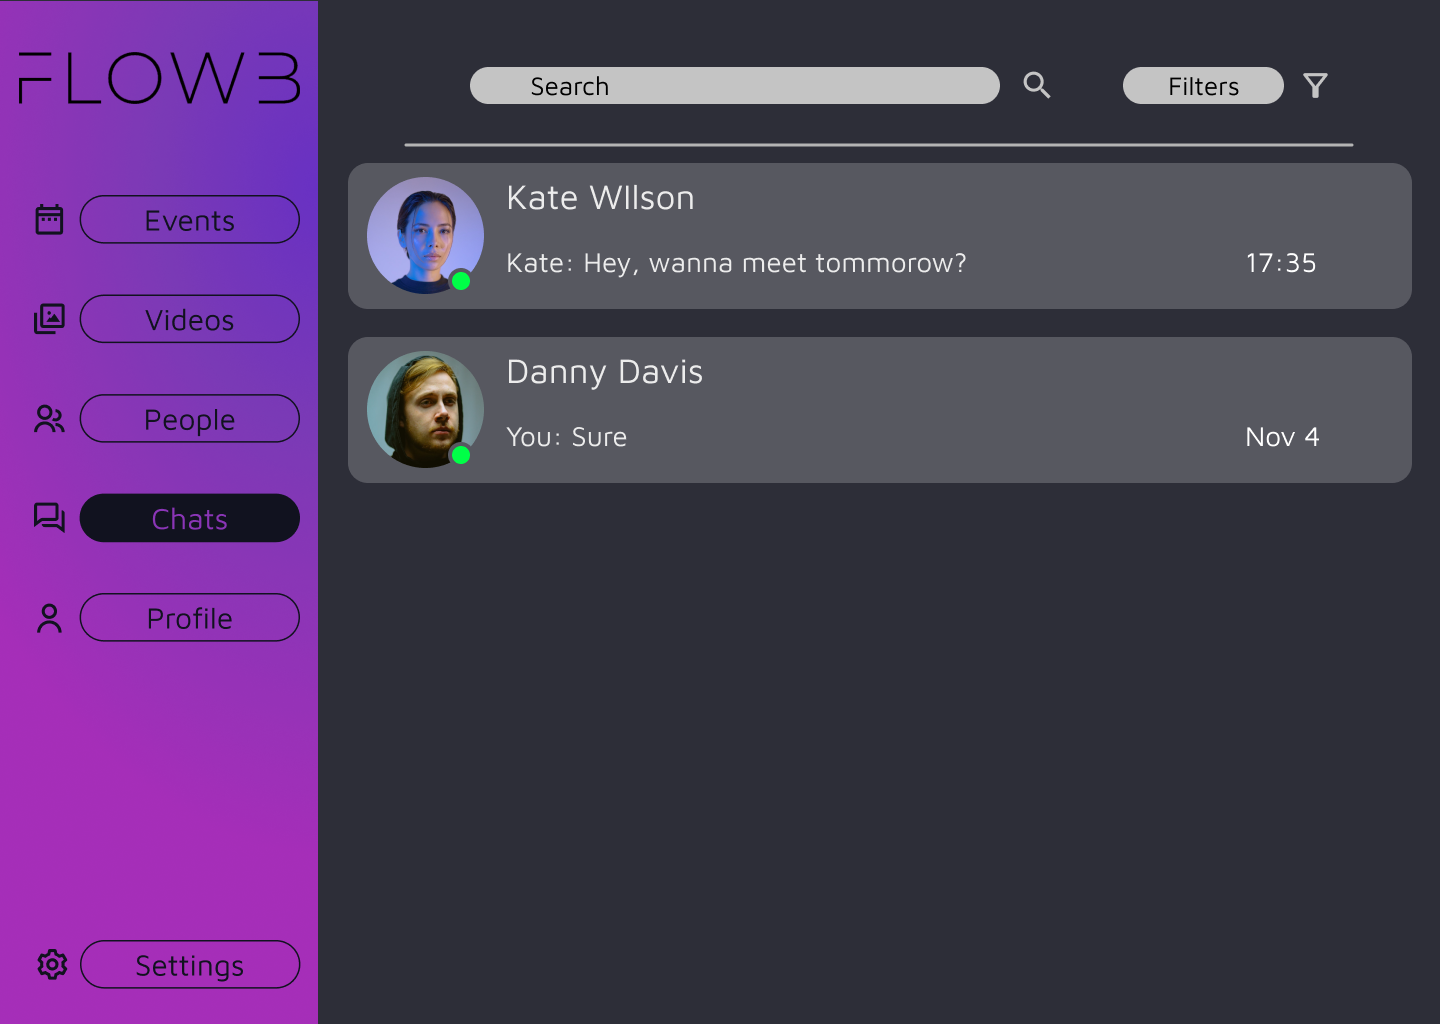 FLOWB
Search
Filters
Events
Videos
People
Chats
Profile
Settings
Kate WIlson
Kate: Hey, wanna meet tommorow?
17:35
Danny Davis
You: Sure
Nov 4